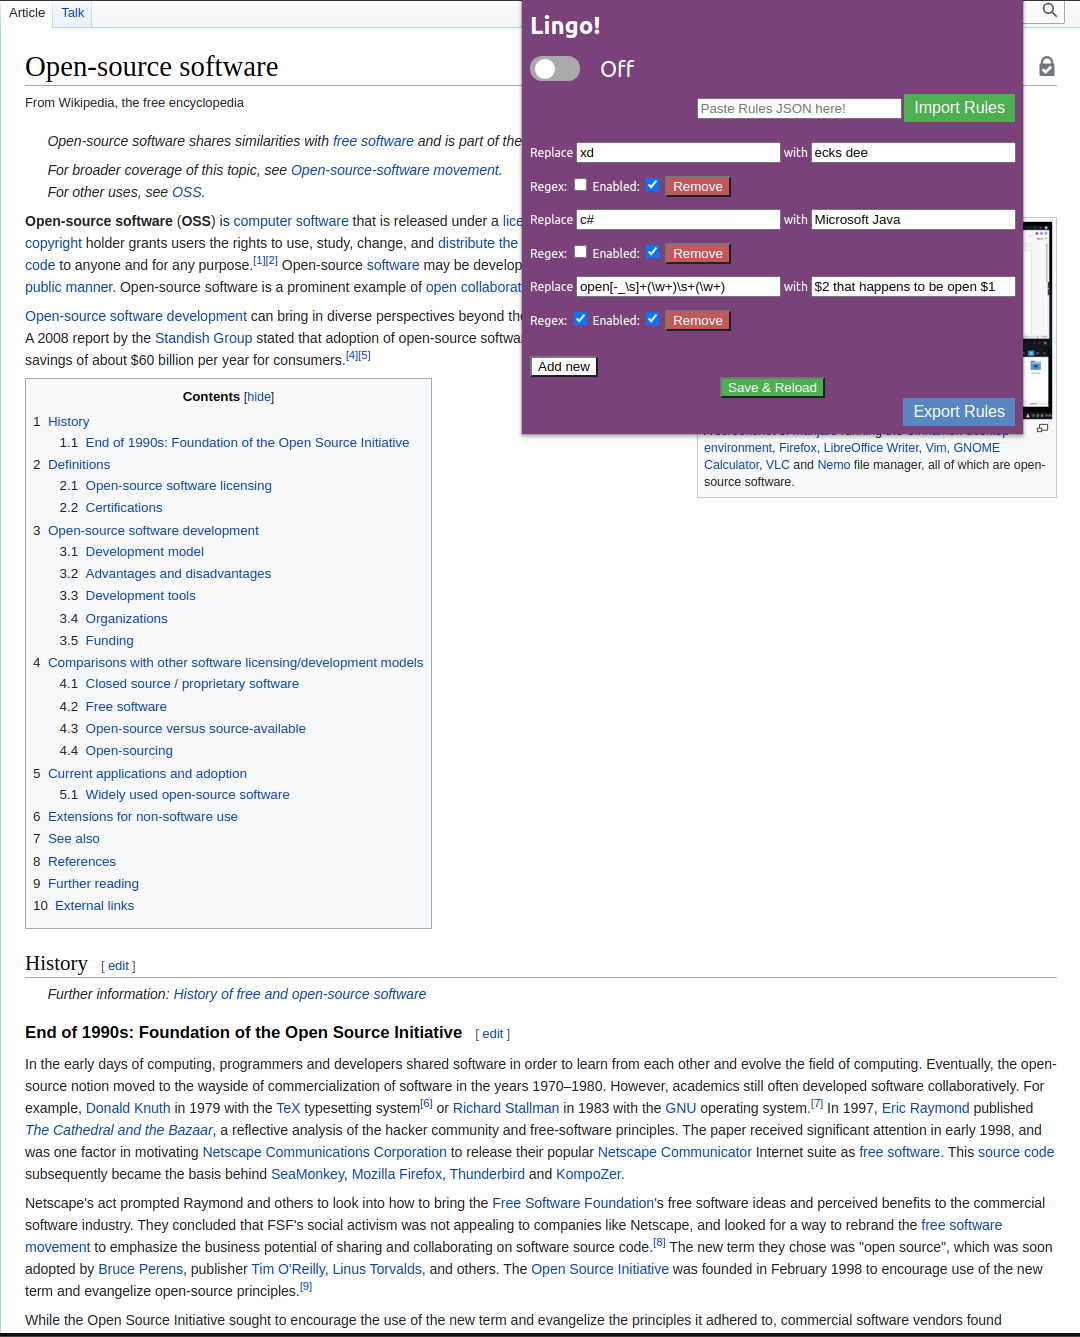 Article Talk
Open-source software
From Wikipedia, the free encyclopedia
Open-source software shares similarities with free software and is part of the
For broader coverage of this topic, see Open-source-software movement.
For other uses, see OSS.
Open-source software (OSS) is computer software that is released under a lice
copyright holder grants users the rights to use, study, change, and distribute the
code to anyone and for any purpose.[1][2] Open-source software may be develop
public manner. Open-source software is a prominent example of open collaborat
Open-source software development can bring in diverse perspectives beyond the
A 2008 report by the Standish Group stated that adoption of open-source softwa
savings of about $60 billion per year for consumers.[4][5]
Lingo!
Off
Paste Rules JSON here! Import Rules
Replace xd with ecks dee
Regex: Enabled: Remove
Replace c# with Microsoft Java
Regex: Enabled: Remove
Replace open[-_\s]+(\w+)\s+(\w+) with $2 that happens to be open $1
Regex: Enabled: Remove
Add new
Save & Reload
Export Rules
environment, Firefox, LibreOffice Writer, Vim, GNOME
Calculator, VLC and Nemo file manager, all of which are open-
source software.
Contents [hide]
1 History
1.1 End of 1990s: Foundation of the Open Source Initiative
2 Definitions
2.1 Open-source software licensing
2.2 Certifications
3 Open-source software development
3.1 Development model
3.2 Advantages and disadvantages
3.3 Development tools
3.4 Organizations
3.5 Funding
4 Comparisons with other software licensing/development models
4.1 Closed source / proprietary software
4.2 Free software
4.3 Open-source versus source-available
4.4 Open-sourcing
5 Current applications and adoption
5.1 Widely used open-source software
6 Extensions for non-software use
7 See also
8 References
9 Further reading
10 External links
History [ edit ]
Further information: History of free and open-source software
End of 1990s: Foundation of the Open Source Initiative [ edit ]
In the early days of computing, programmers and developers shared software in order to learn from each other and evolve the field of computing. Eventually, the open-
source notion moved to the wayside of commercialization of software in the years 1970–1980. However, academics still often developed software collaboratively. For
example, Donald Knuth in 1979 with the TeX typesetting system[6] or Richard Stallman in 1983 with the GNU operating system.[7] In 1997, Eric Raymond published
The Cathedral and the Bazaar, a reflective analysis of the hacker community and free-software principles. The paper received significant attention in early 1998, and
was one factor in motivating Netscape Communications Corporation to release their popular Netscape Communicator Internet suite as free software. This source code
subsequently became the basis behind SeaMonkey, Mozilla Firefox, Thunderbird and KompoZer.
Netscape's act prompted Raymond and others to look into how to bring the Free Software Foundation's free software ideas and perceived benefits to the commercial
software industry. They concluded that FSF's social activism was not appealing to companies like Netscape, and looked for a way to rebrand the free software
movement to emphasize the business potential of sharing and collaborating on software source code.[8] The new term they chose was "open source", which was soon
adopted by Bruce Perens, publisher Tim O'Reilly, Linus Torvalds, and others. The Open Source Initiative was founded in February 1998 to encourage use of the new
term and evangelize open-source principles.[9]
While the Open Source Initiative sought to encourage the use of the new term and evangelize the principles it adhered to, commercial software vendors found